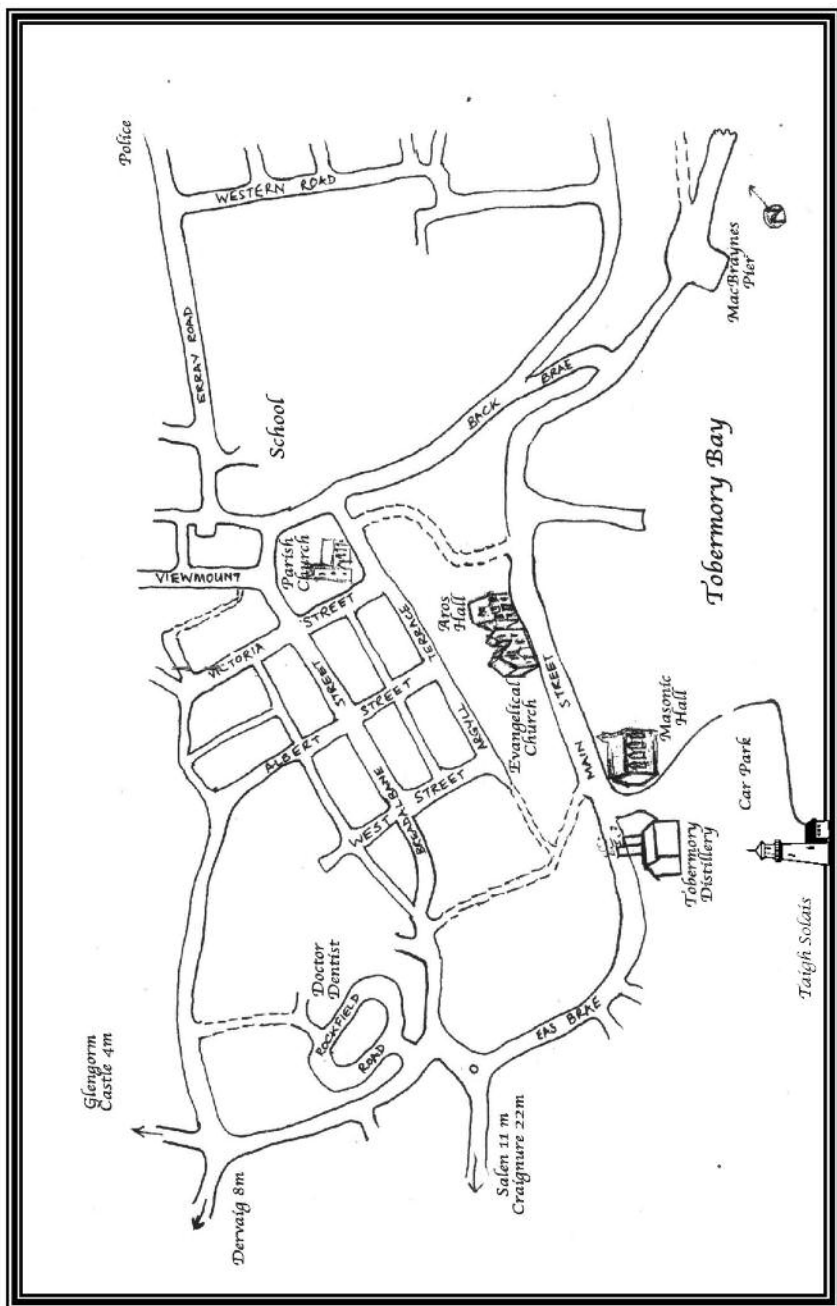 Police
WESTERN ROAD
ERRAY ROAD
School
VIEWMOUNT
Parish
Church
VICTORIA
STREET
BACK
BRAE
MacBraynes
Pier
N
Tobermory Bay
ALBERT
STREET
STREET
ARGYLL
TERRACE
Aros
Hall
Evangelical
Church
MAIN
STREET
Masonic
Hall
WEST
STREET
BREADALBANE
Car Park
Tobermory
Distillery
Taigh Solais
Doctor
Dentist
ROCKFIELD
ROAD
EAS BRAE
Glengorm
Castle 4m
Dervaig 8m
Salen 11 m
Craignure 22m